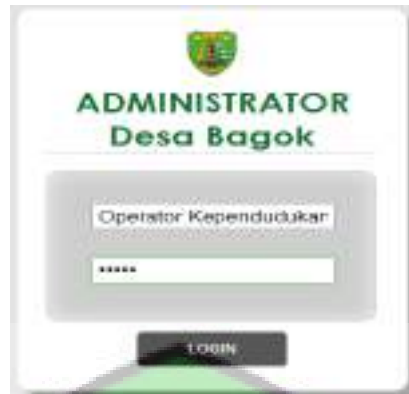 ADMINISTRATOR
Desa Bagok
Operator Kependudukan
•••••
LOGIN